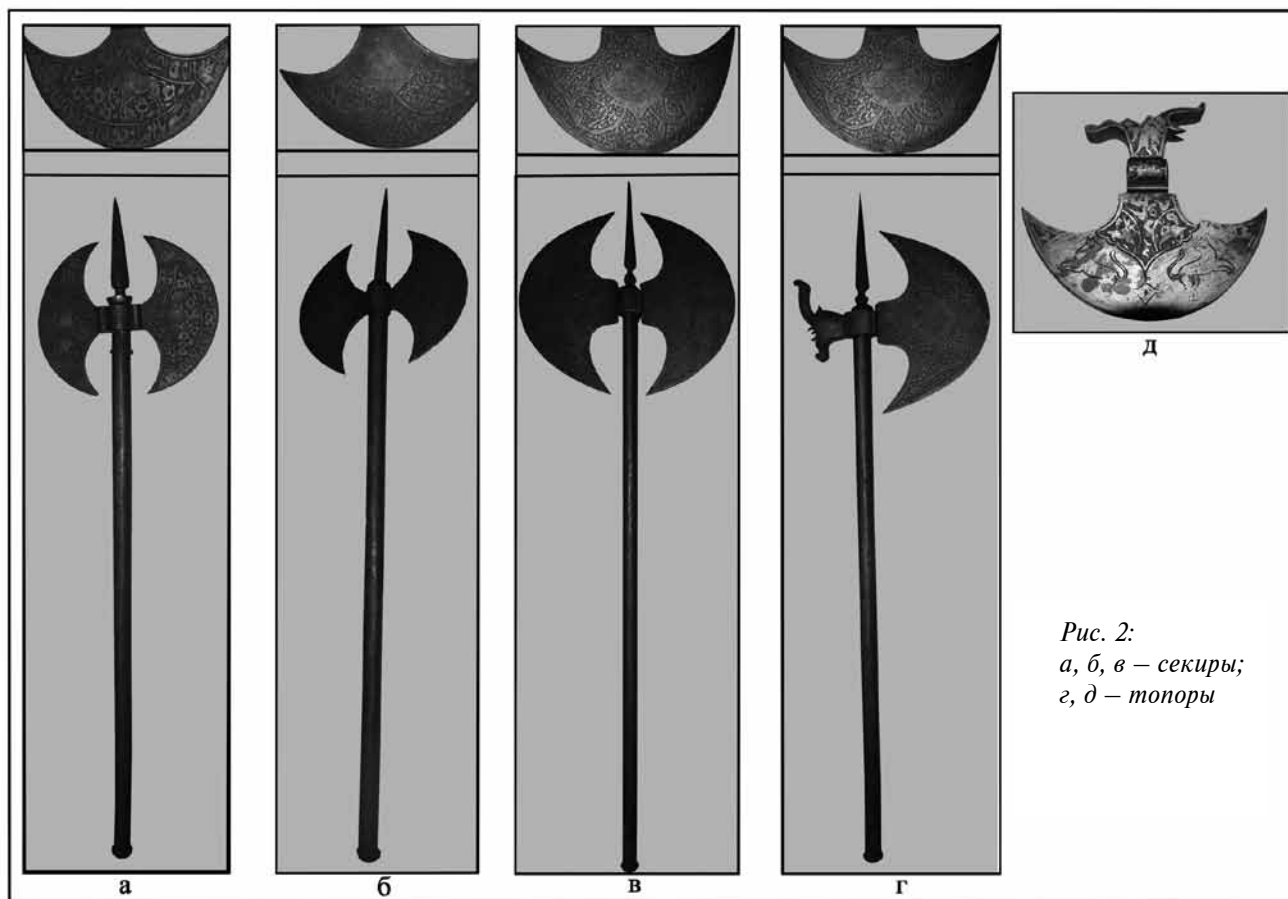 а
б
в
г
д
Рис. 2:
а, б, в – секиры;
г, д – топоры